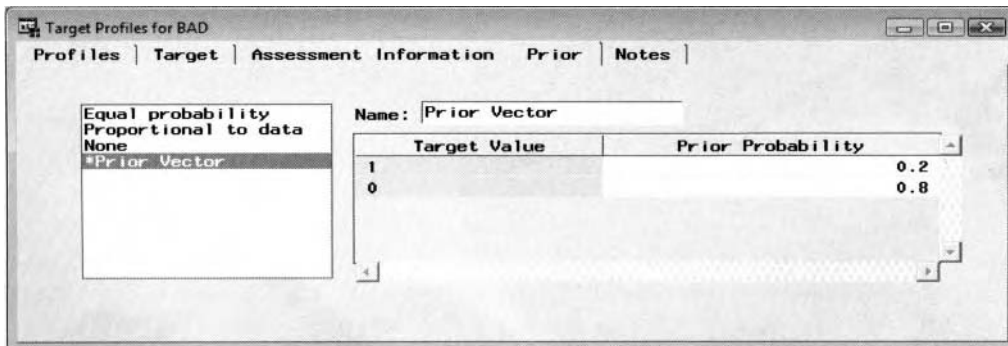 Target Profiles for BAD
Profiles | Target | Assessment Information Prior | Notes |
Equal probability
Proportional to data
None
*Prior Vector
Name: Prior Vector
Target Value Prior Probability
1 0.2
0 0.8